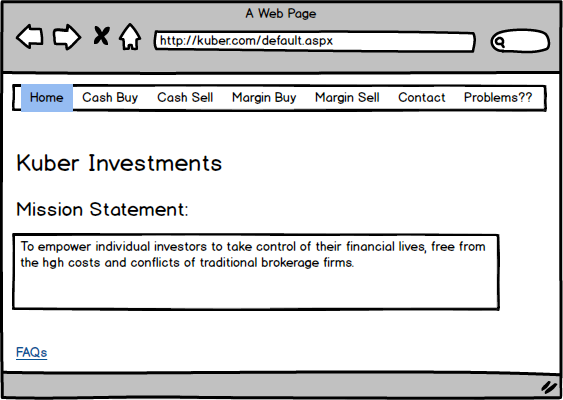 A Web Page
http://kuber.com/default.aspx
Home Cash Buy Cash Sell Margin Buy Margin Sell Contact Problems??
Kuber Investments
Mission Statement:
To empower individual investors to take control of their financial lives, free from
the hgh costs and conflicts of traditional brokerage firms.
FAQs